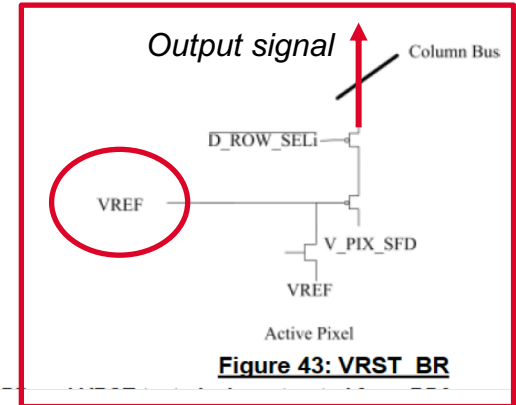 Output signal
Column Bus
D_ROW_SELi
VREF
V_PIX_SFD
VREF
Active Pixel
Figure 43: VRST_BR